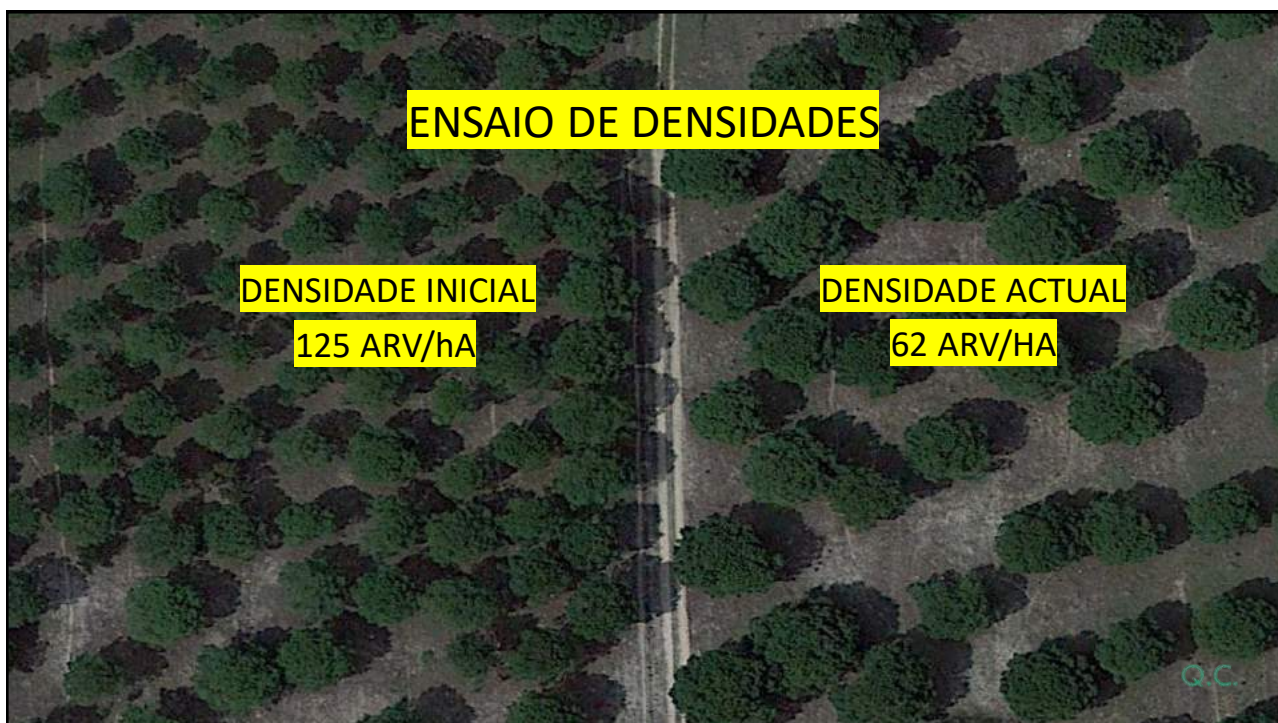 ENSAIO DE DENSIDADES
DENSIDADE INICIAL
125 ARV/hA
DENSIDADE ACTUAL
62 ARV/HA
Q.C.